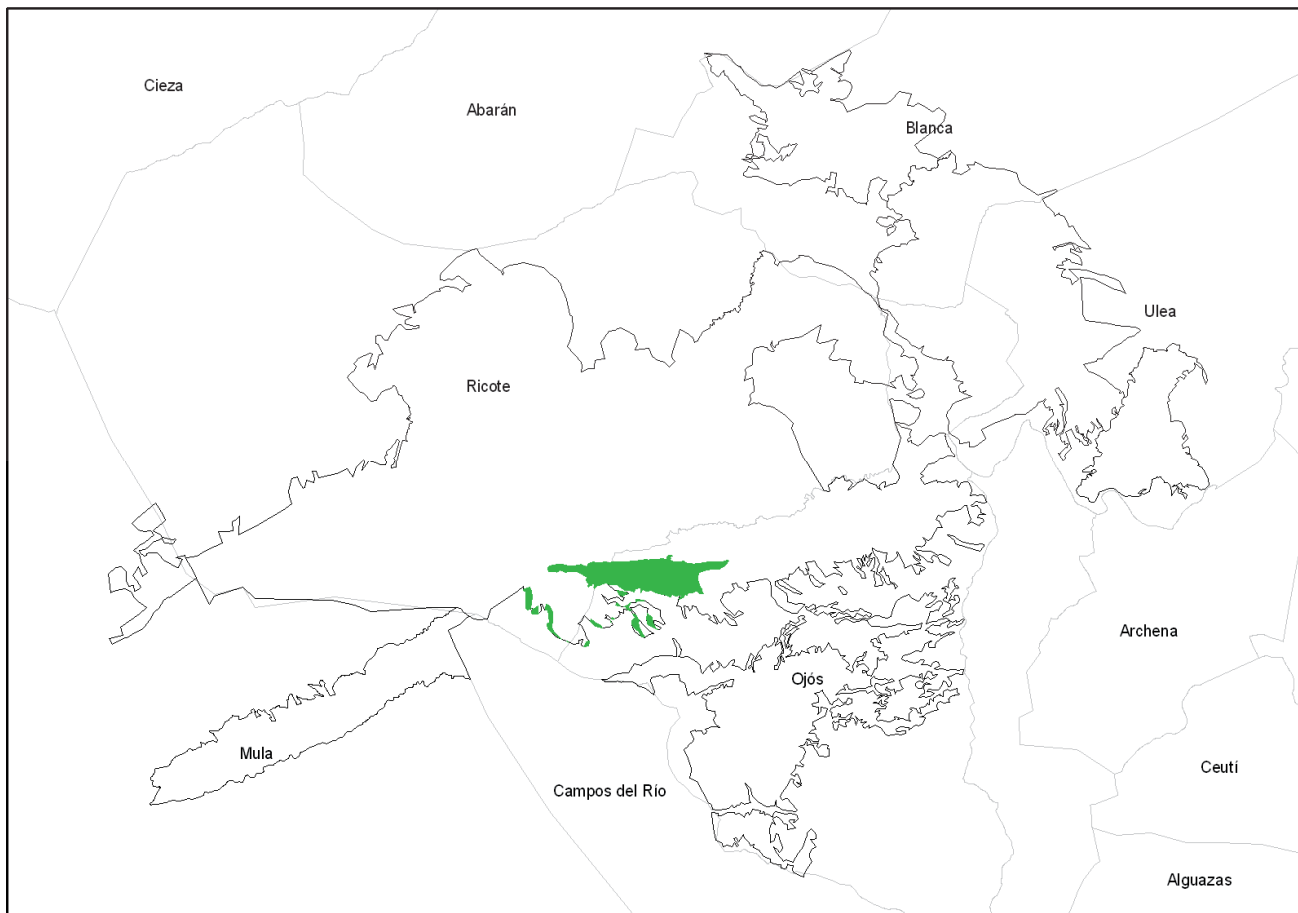 Cieza
Abarán
Blanca
Ulea
Ricote
Archena
Ojós
Mula
Ceutí
Campos del Río
Alguazas